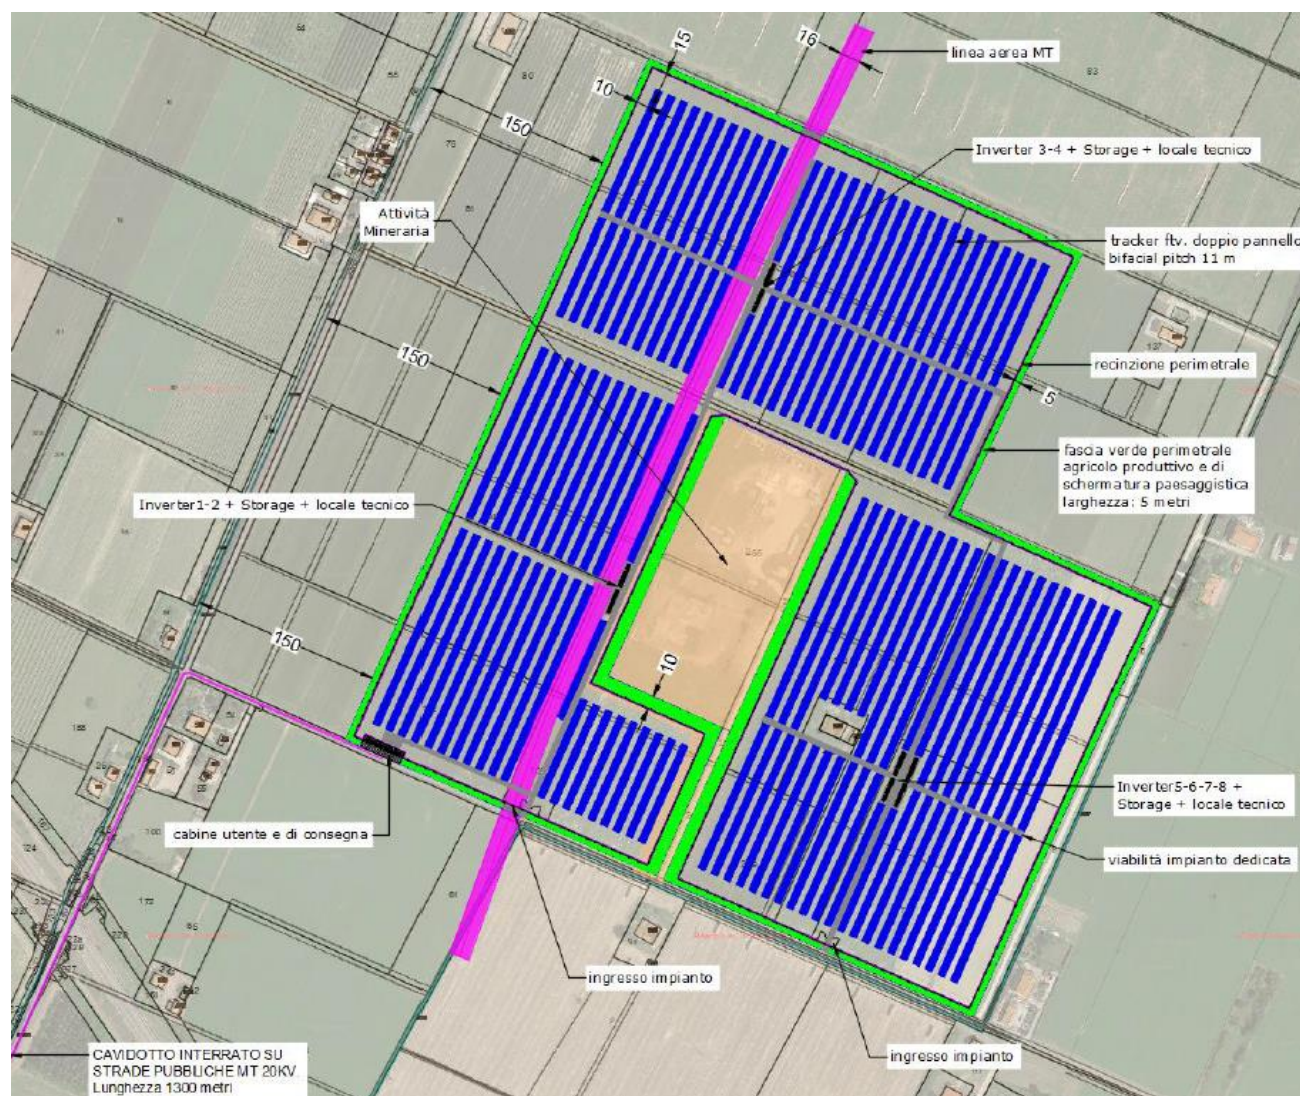 15
16
linea aerea MT
93
10
150
Inverter 3-4 + Storage + locale tecnico
Attività
Mineraria
tracker ftv. doppio pannello
bifacial pitch 11 m
150
137
recinzione perimetrale
5
fascia verde perimetrale
agricolo produttivo e di
schermatura paesaggistica
larghezza: 5 metri
Inverter1-2 + Storage + locale tecnico
150
10
Inverter5-6-7-8 +
Storage + locale tecnico
cabine utente e di consegna
viabilità impianto dedicata
124
ingresso impianto
ingresso impianto
CAVIDOTTO INTERRATO SU
STRADE PUBBLICHE MT 20KV.
Lunghezza 1300 metri